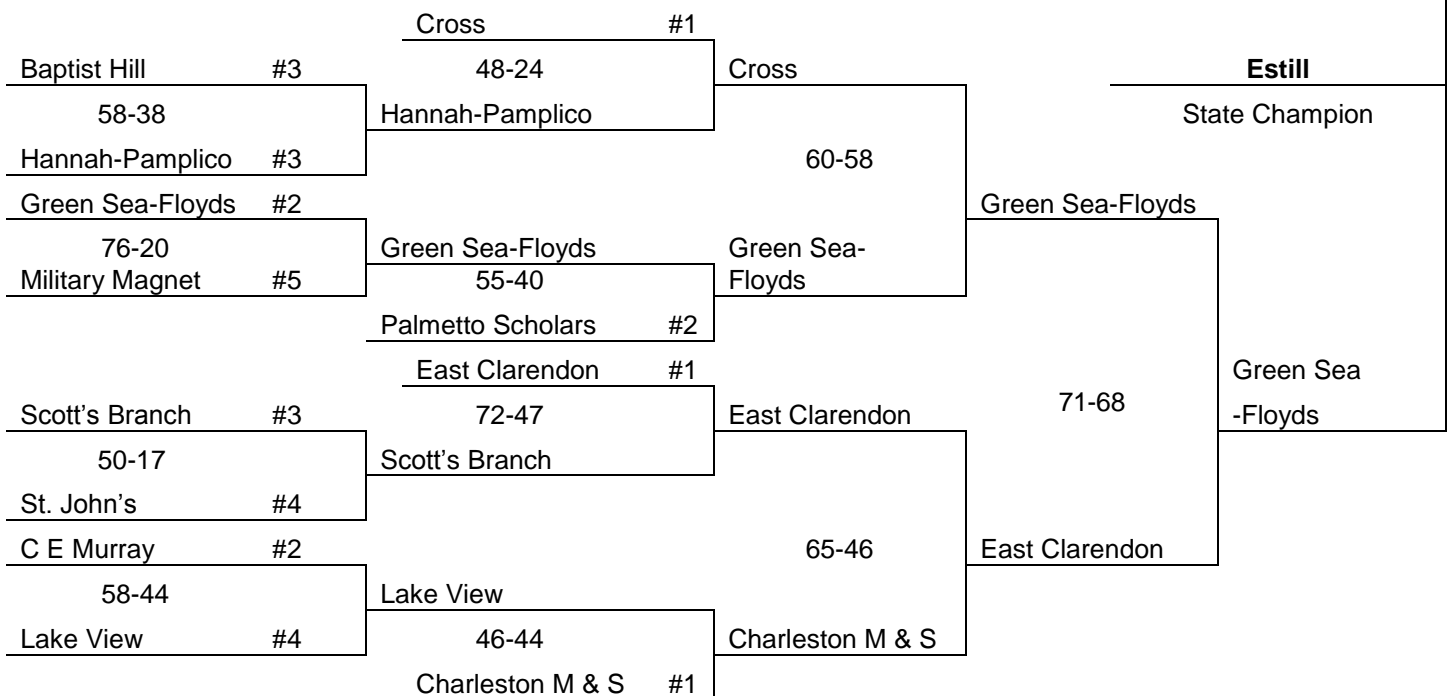 Cross #1
Baptist Hill #3 48-24 Cross Estill
58-38 Hannah-Pamplico State Champion
Hannah-Pamplico #3 60-58
Green Sea-Floyds #2 Green Sea-Floyds
76-20 Green Sea-Floyds Green Sea-
Military Magnet #5 55-40 Floyds
Palmetto Scholars #2
East Clarendon #1 Green Sea
Scott's Branch #3 72-47 East Clarendon 71-68 -Floyds
50-17 Scott's Branch
St. John's #4
C E Murray #2 65-46 East Clarendon
58-44 Lake View
Lake View #4 46-44 Charleston M & S
Charleston M & S #1